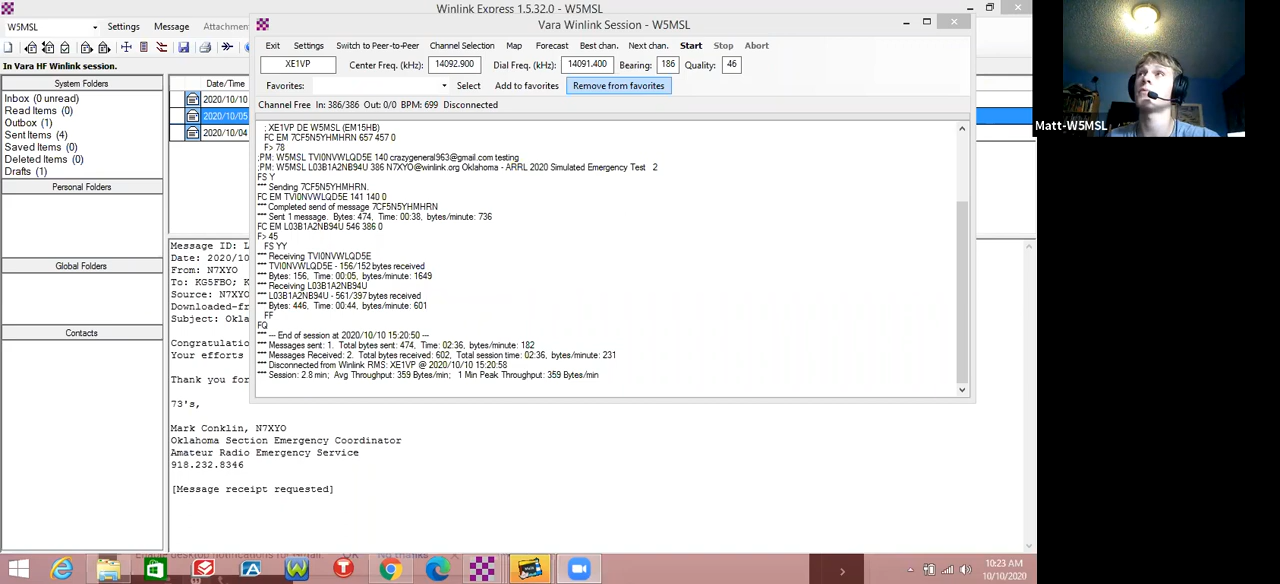 Winlink Express 1.5.32.0 - W5MSL
W5MSL Settings Message Attachment
In Vara HF Winlink session.
System Folders
Inbox (0 unread)
Read Items (0)
Outbox (1)
Sent Items (4)
Saved Items (0)
Deleted Items (0)
Drafts (1)
Personal Folders
Global Folders
Contacts
Date/Time
2020/10/10
2020/10/05
2020/10/04
Message ID: L
Date: 2020/10
From: N7XYO
To: KG5FBO; K
Source: N7XYO
Downloaded-fr
Subject: Okla
Congratulatio
Your efforts
Thank you for
73's,
Mark Conklin, N7XYO
Oklahoma Section Emergency Coordinator
Amateur Radio Emergency Service
918.232.8346
[Message receipt requested]
Vara Winlink Session - W5MSL
Exit Settings Switch to Peer-to-Peer Channel Selection Map Forecast Best chan. Next chan. Start Stop Abort
XE1VP Center Freq. (kHz): 14092.900 Dial Freq. (kHz): 14091.400 Bearing: 186 Quality: 46
Favorites: Select Add to favorites Remove from favorites
Channel Free In: 386/386 Out: 0/0 BPM: 699 Disconnected
; XE1VP DE W5MSL (EM15HB)
FC EM 7CF5N5YHMHRN 657 457 0
F> 78
;PM: W5MSL TVI0NVWLQD5E 140 crazygeneral963@gmail.com testing
;PM: W5MSL L03B1A2NB94U 386 N7XYO@winlink.org Oklahoma - ARRL 2020 Simulated Emergency Test 2
FS Y
*** Sending 7CF5N5YHMHRN.
FC EM TVI0NVWLQD5E 141 140 0
*** Completed send of message 7CF5N5YHMHRN
*** Sent 1 message. Bytes: 474, Time: 00:38, bytes/minute: 736
FC EM L03B1A2NB94U 546 386 0
F> 45
FS YY
*** Receiving TVI0NVWLQD5E
*** TVI0NVWLQD5E - 156/152 bytes received
*** Bytes: 156, Time: 00:05, bytes/minute: 1649
*** Receiving L03B1A2NB94U
*** L03B1A2NB94U - 561/397 bytes received
*** Bytes: 446, Time: 00:44, bytes/minute: 601
FF
FQ
*** --- End of session at 2020/10/10 15:20:50 ---
*** Messages sent: 1. Total bytes sent: 474, Time: 02:36, bytes/minute: 182
*** Messages Received: 2. Total bytes received: 602, Total session time: 02:36, bytes/minute: 231
*** Disconnected from Winlink RMS: XE1VP @ 2020/10/10 15:20:58
*** Session: 2.8 min; Avg Throughput: 359 Bytes/min; 1 Min Peak Throughput: 359 Bytes/min
Matt-W5MSL
10:23 AM
10/10/2020